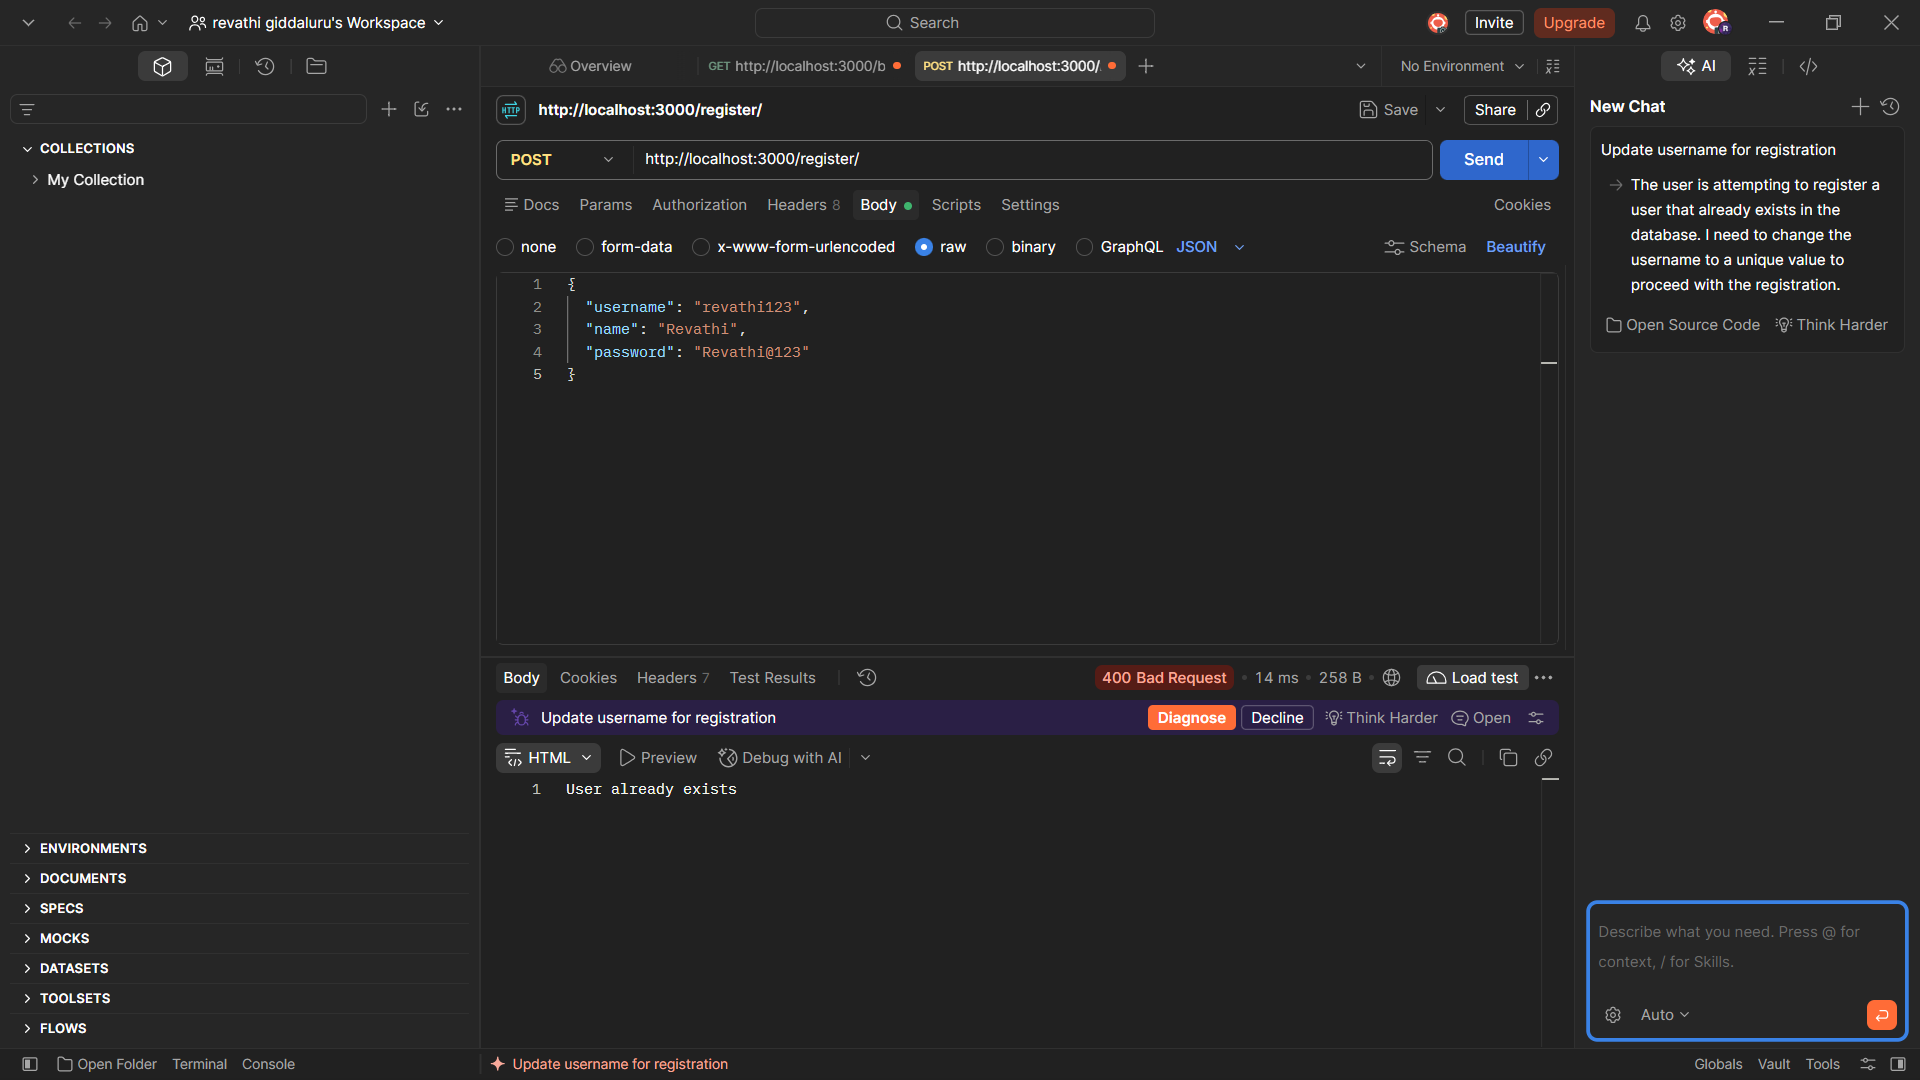 revathi giddaluru's Workspace
Search
Invite
Upgrade
R
Overview
GET http://localhost:3000/b
POST http://localhost:3000/
No Environment
AI
COLLECTIONS
My Collection
HTTP
http://localhost:3000/register/
Save
Share
POST
http://localhost:3000/register/
Send
Docs
Params
Authorization
Headers 8
Body
Scripts
Settings
Cookies
none
form-data
x-www-form-urlencoded
raw
binary
GraphQL
JSON
Schema
Beautify
1 {
2 "username": "revathi123",
3 "name": "Revathi",
4 "password": "Revathi@123"
5 }
Body
Cookies
Headers 7
Test Results
400 Bad Request
14 ms
258 B
Load test
Update username for registration
Diagnose
Decline
Think Harder
Open
HTML
Preview
Debug with AI
1 User already exists
New Chat
Update username for registration
The user is attempting to register a
user that already exists in the
database. I need to change the
username to a unique value to
proceed with the registration.
Open Source Code
Think Harder
Describe what you need. Press @ for
context, / for Skills.
Auto
ENVIRONMENTS
DOCUMENTS
SPECS
MOCKS
DATASETS
TOOLSETS
FLOWS
Open Folder
Terminal
Console
Update username for registration
Globals
Vault
Tools